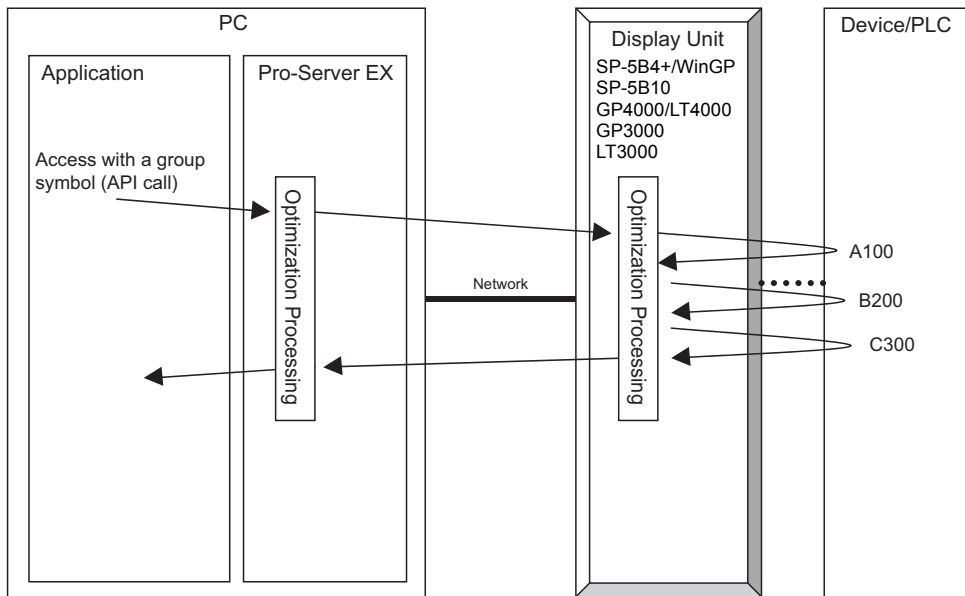 PC
Application
Pro-Server EX
Access with a group
symbol (API call)
Optimization Processing
Network
Display Unit
SP-5B4+/WinGP
SP-5B10
GP4000/LT4000
GP3000
LT3000
Optimization Processing
Device/PLC
A100
B200
C300